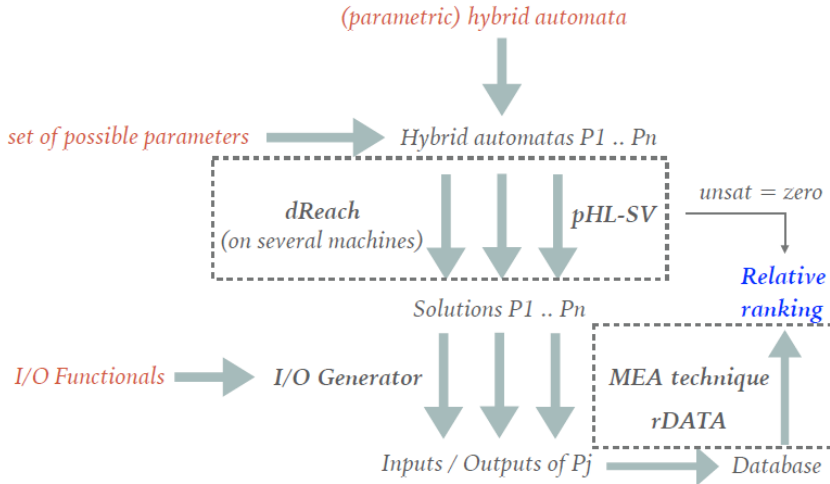 (parametric) hybrid automata
set of possible parameters
Hybrid automatas P1 .. Pn
dReach
(on several machines)
pHL-SV
unsat = zero
Relative
ranking
Solutions P1 .. Pn
I/O Functionals
I/O Generator
MEA technique
rDATA
Inputs / Outputs of Pj
Database